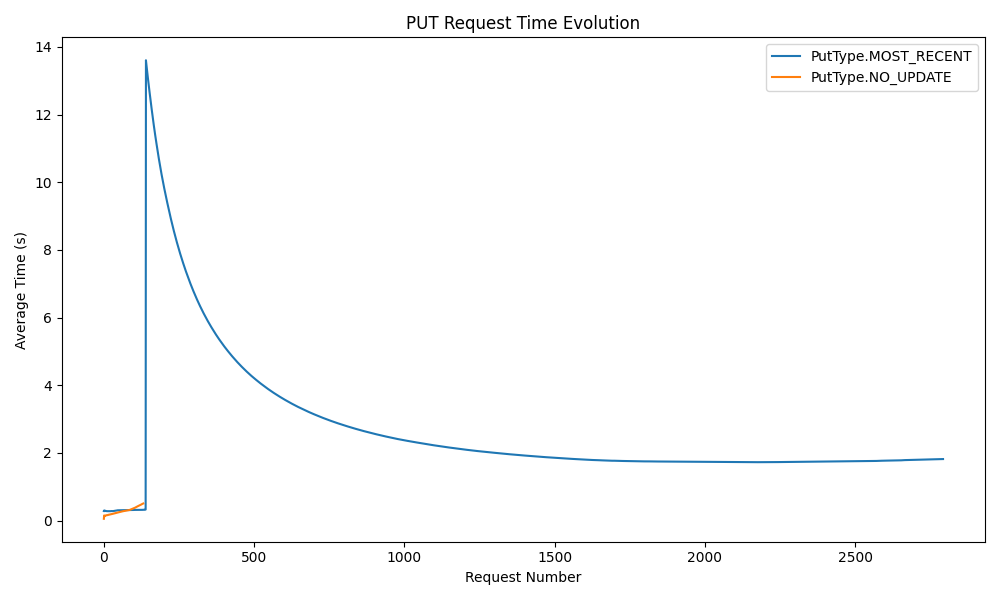 PUT Request Time Evolution
PutType.MOST_RECENT
PutType.NO_UPDATE
Average Time (s)
14
12
10
8
6
4
2
0
0 500 1000 1500 2000 2500
Request Number